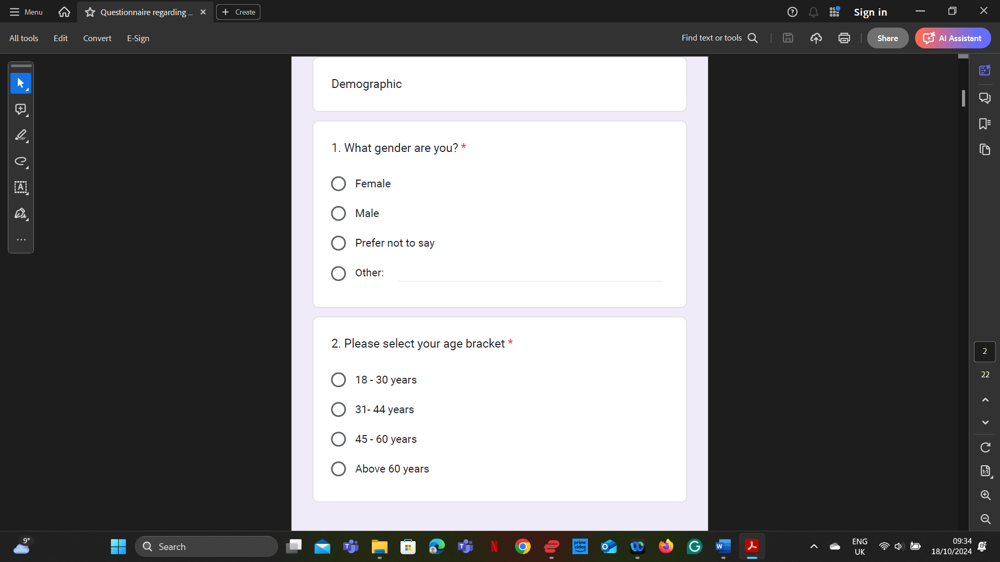 Menu
Questionnaire regarding ...
Create
Sign in
All tools
Edit
Convert
E-Sign
Find text or tools
Share
AI Assistant
Demographic
1. What gender are you? *
Female
Male
Prefer not to say
Other:
2. Please select your age bracket *
18 - 30 years
31- 44 years
45 - 60 years
Above 60 years
2
22
9°
Search
prime video
ENG
UK
09:34
18/10/2024